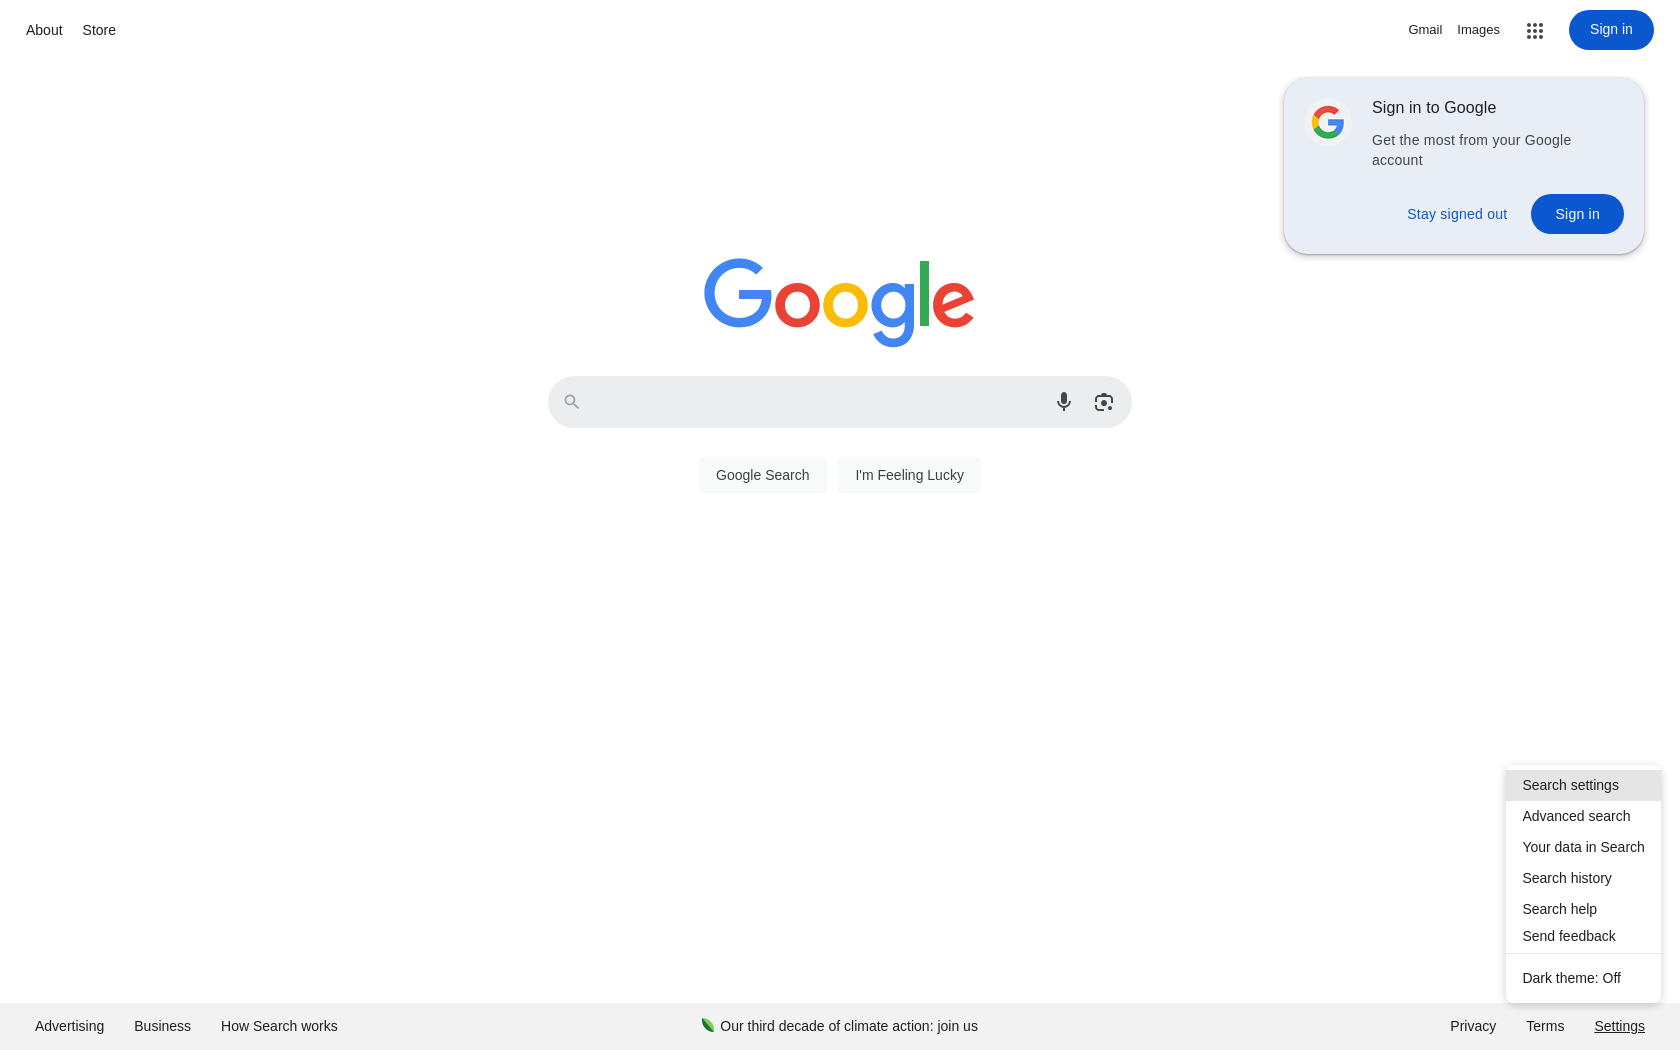 About Store
Gmail Images Sign in
Sign in to Google
Get the most from your Google
account
Stay signed out Sign in
Google
Google Search I'm Feeling Lucky
Search settings
Advanced search
Your data in Search
Search history
Search help
Send feedback
Dark theme: Off
Advertising Business How Search works Our third decade of climate action: join us Privacy Terms Settings